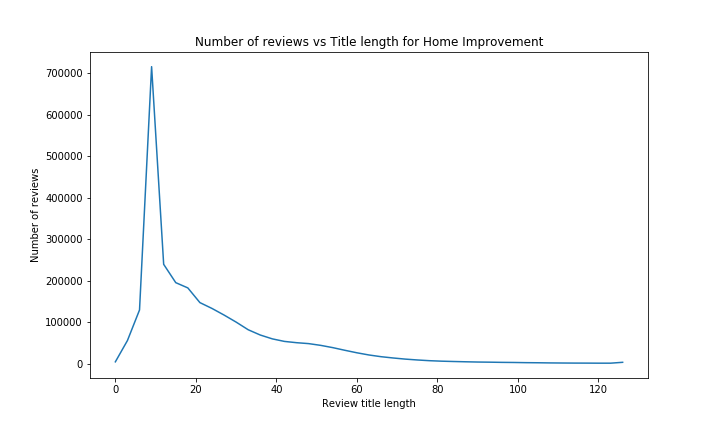 Number of reviews vs Title length for Home Improvement
700000
600000
500000
400000
300000
200000
100000
0
Number of reviews
0 20 40 60 80 100 120
Review title length